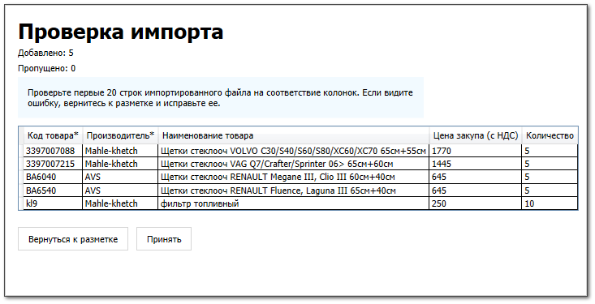 Проверка импорта
Добавлено: 5
Пропущено: 0
Проверьте первые 20 строк импортированного файла на соответствие колонок. Если видите
ошибку, вернитесь к разметке и исправьте ее.
Код товара* Производитель* Наименование товара Цена закупа (с НДС) Количество
3397007088 Mahle-khetch Щетки стеклооч VOLVO C30/S40/S60/S80/XC60/XC70 65см+55см 1770 5
3397007215 Mahle-khetch Щетки стеклооч VAG Q7/Crafter/Sprinter 06> 65см+60см 1445 5
BA6040 AVS Щетки стеклооч RENAULT Megane III, Clio III 60см+40см 645 5
BA6540 AVS Щетки стеклооч RENAULT Fluence, Laguna III 65см+40см 645 5
kl9 Mahle-khetch фильтр топливный 250 10
Вернуться к разметке Принять